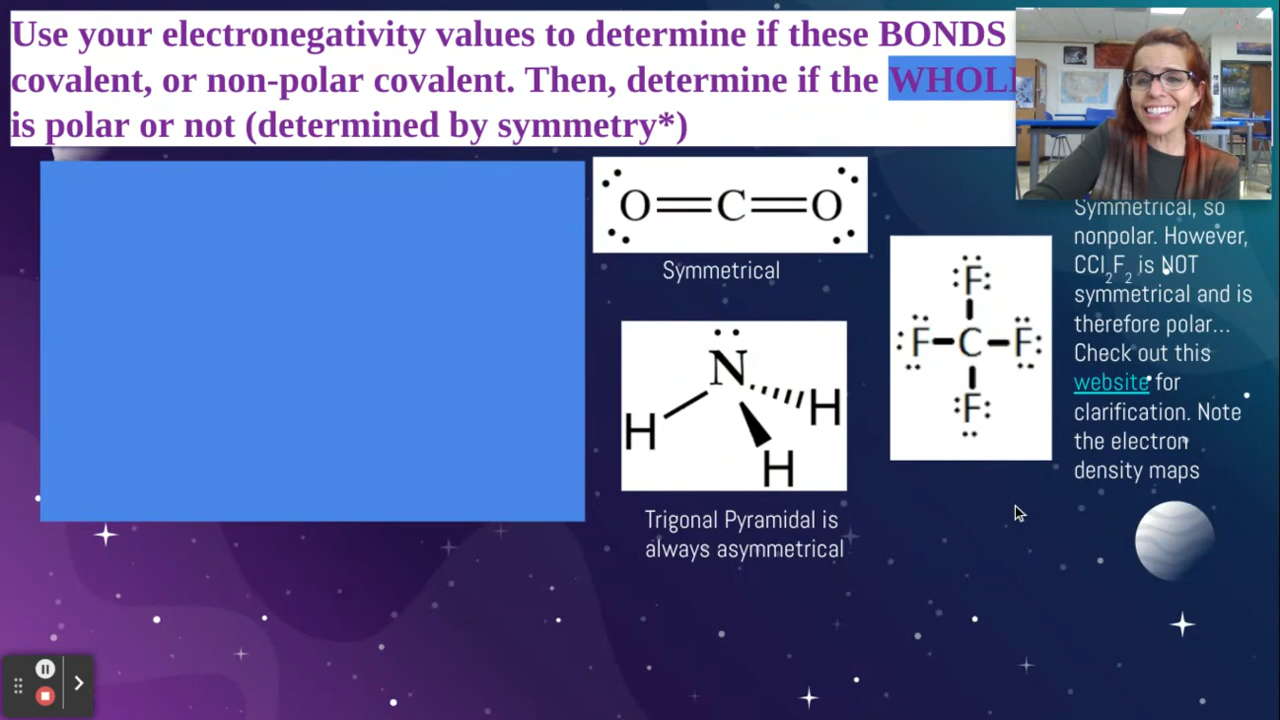 Use your electronegativity values to determine if these BONDS
covalent, or non-polar covalent. Then, determine if the
is polar or not (determined by symmetry*)
O=C=O
Symmetrical
N
H
H
H
Trigonal Pyramidal is
always asymmetrical
F
F-C-F
F
Symmetrical, so
nonpolar. However,
CCl2F2 is NOT
symmetrical and is
therefore polar...
Check out this
website for
clarification. Note
the electron
density maps